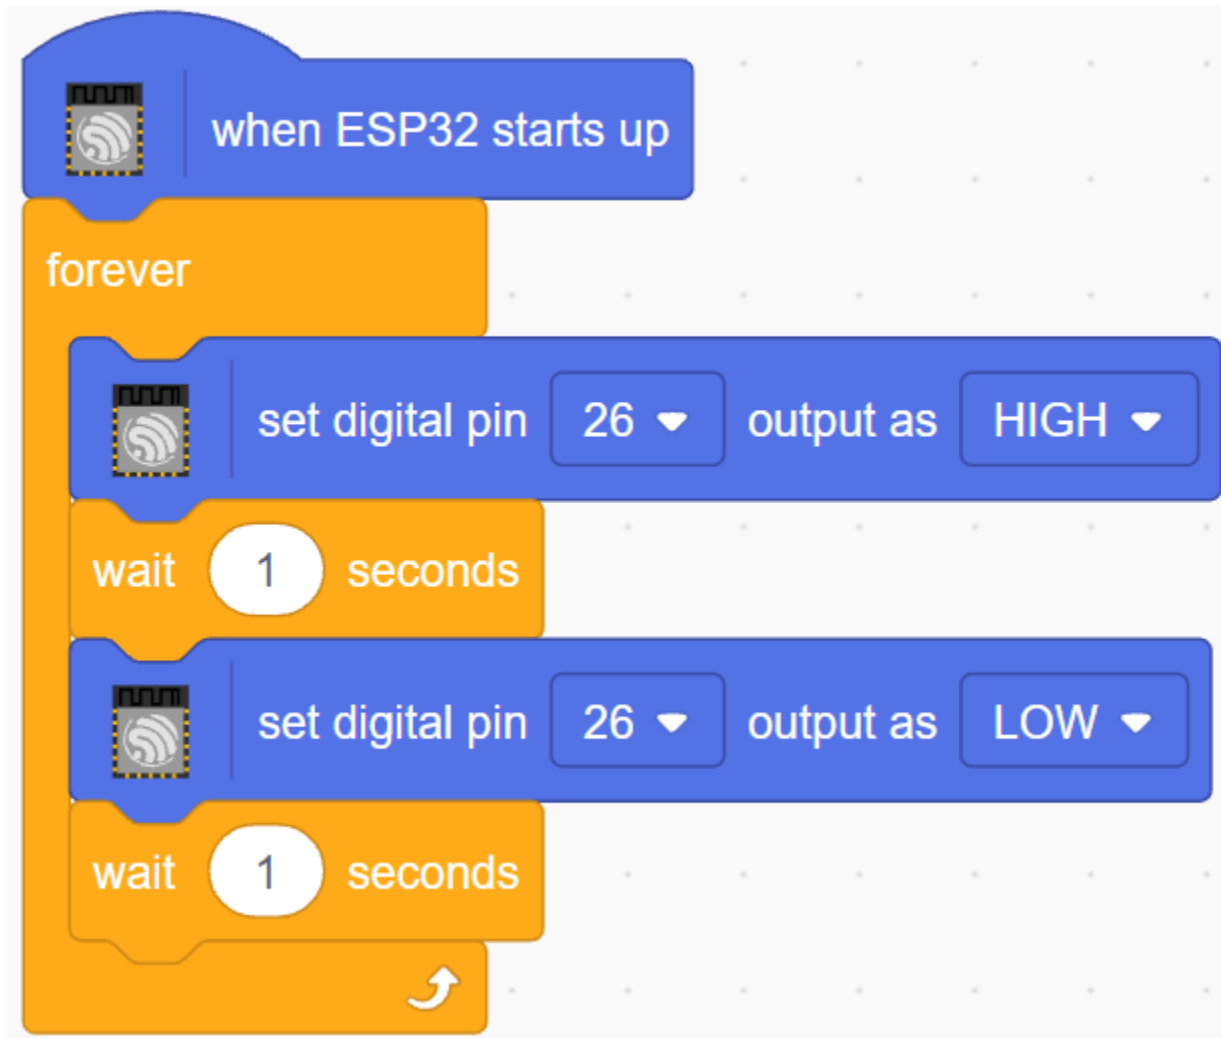 when ESP32 starts up
forever
set digital pin 26 output as HIGH
wait 1 seconds
set digital pin 26 output as LOW
wait 1 seconds